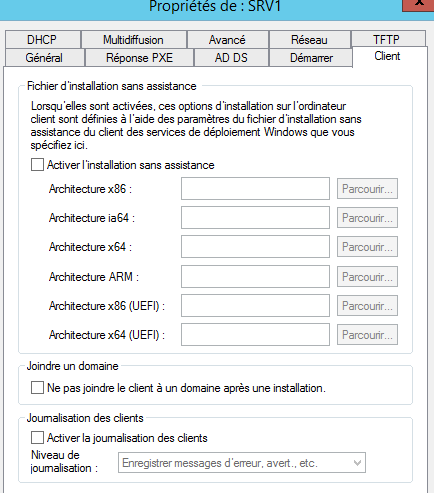 Propriétés de : SRV1
x
DHCP Multidiffusion Avancé Réseau TFTP
Général Réponse PXE AD DS Démarrer Client
Fichier d'installation sans assistance
Lorsqu'elles sont activées, ces options d'installation sur l'ordinateur
client sont définies à l'aide des paramètres du fichier d'installation sans
assistance du client des services de déploiement Windows que vous
spécifiez ici.
Activer l'installation sans assistance
Architecture x86 : Parcourir...
Architecture ia64 : Parcourir...
Architecture x64 : Parcourir...
Architecture ARM : Parcourir...
Architecture x86 (UEFI) : Parcourir...
Architecture x64 (UEFI) : Parcourir...
Joindre un domaine
Ne pas joindre le client à un domaine après une installation.
Journalisation des clients
Activer la journalisation des clients
Niveau de
journalisation : Enregistrer messages d'erreur, avert., etc.